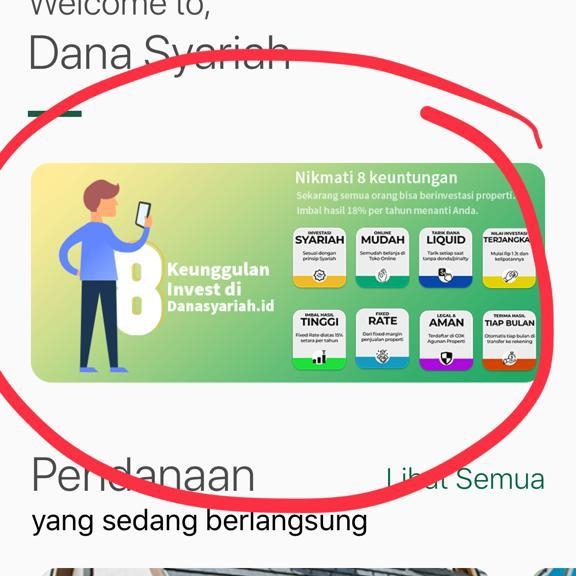 Welcome to,
Dana Syariah
Nikmati 8 keuntungan
Sekarang semua orang bisa berinvestasi properti.
Imbal hasil 18% per tahun menanti Anda.
8
Keunggulan
Invest di
Danasyariah.id
INVESTASI
SYARIAH
Sesuai dengan
prinsip Syariah
ONLINE
MUDAH
Semudah belanja di
Toko Online
TARIK DANA
LIQUID
Tarik setiap saat
tanpa denda/pinalty
NILAI INVESTASI
TERJANGKA
Mulai Rp 1 Jt dan
kelipatannya
IMBAL HASIL
TINGGI
Fixed Rate diatas 15%
setara per tahun
FIXED
RATE
Dari fixed margin
penjualan properti
LEGAL &
AMAN
Terdaftar di OJK
Agunan Properti
TERIMA HASIL
TIAP BULAN
Otomatis tiap bulan di
transfer ke rekening
Pendanaan
Lihat Semua
yang sedang berlangsung